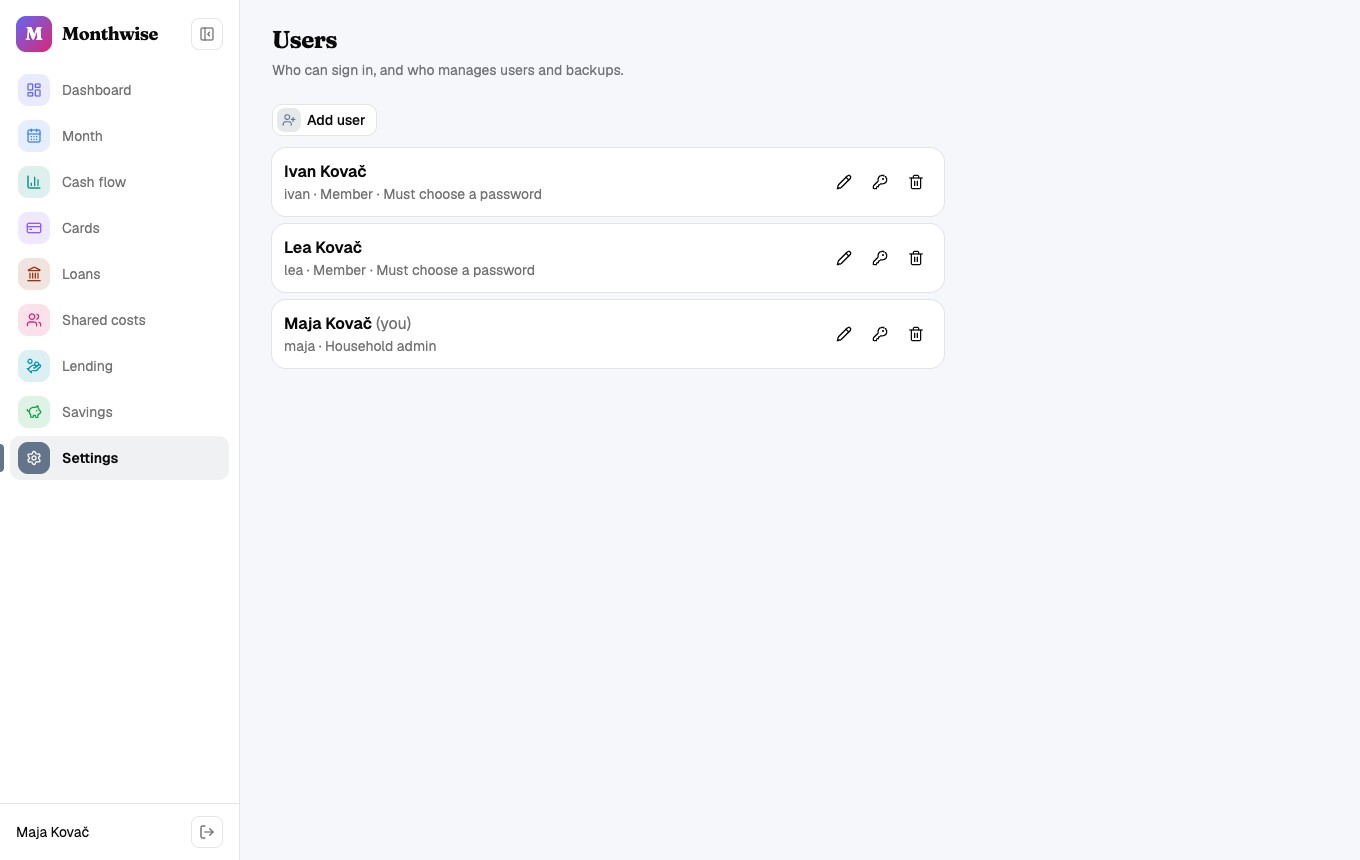 M Monthwise
Dashboard
Month
Cash flow
Cards
Loans
Shared costs
Lending
Savings
Settings
Maja Kovač
Users
Who can sign in, and who manages users and backups.
Add user
Ivan Kovač
ivan · Member · Must choose a password
Lea Kovač
lea · Member · Must choose a password
Maja Kovač (you)
maja · Household admin